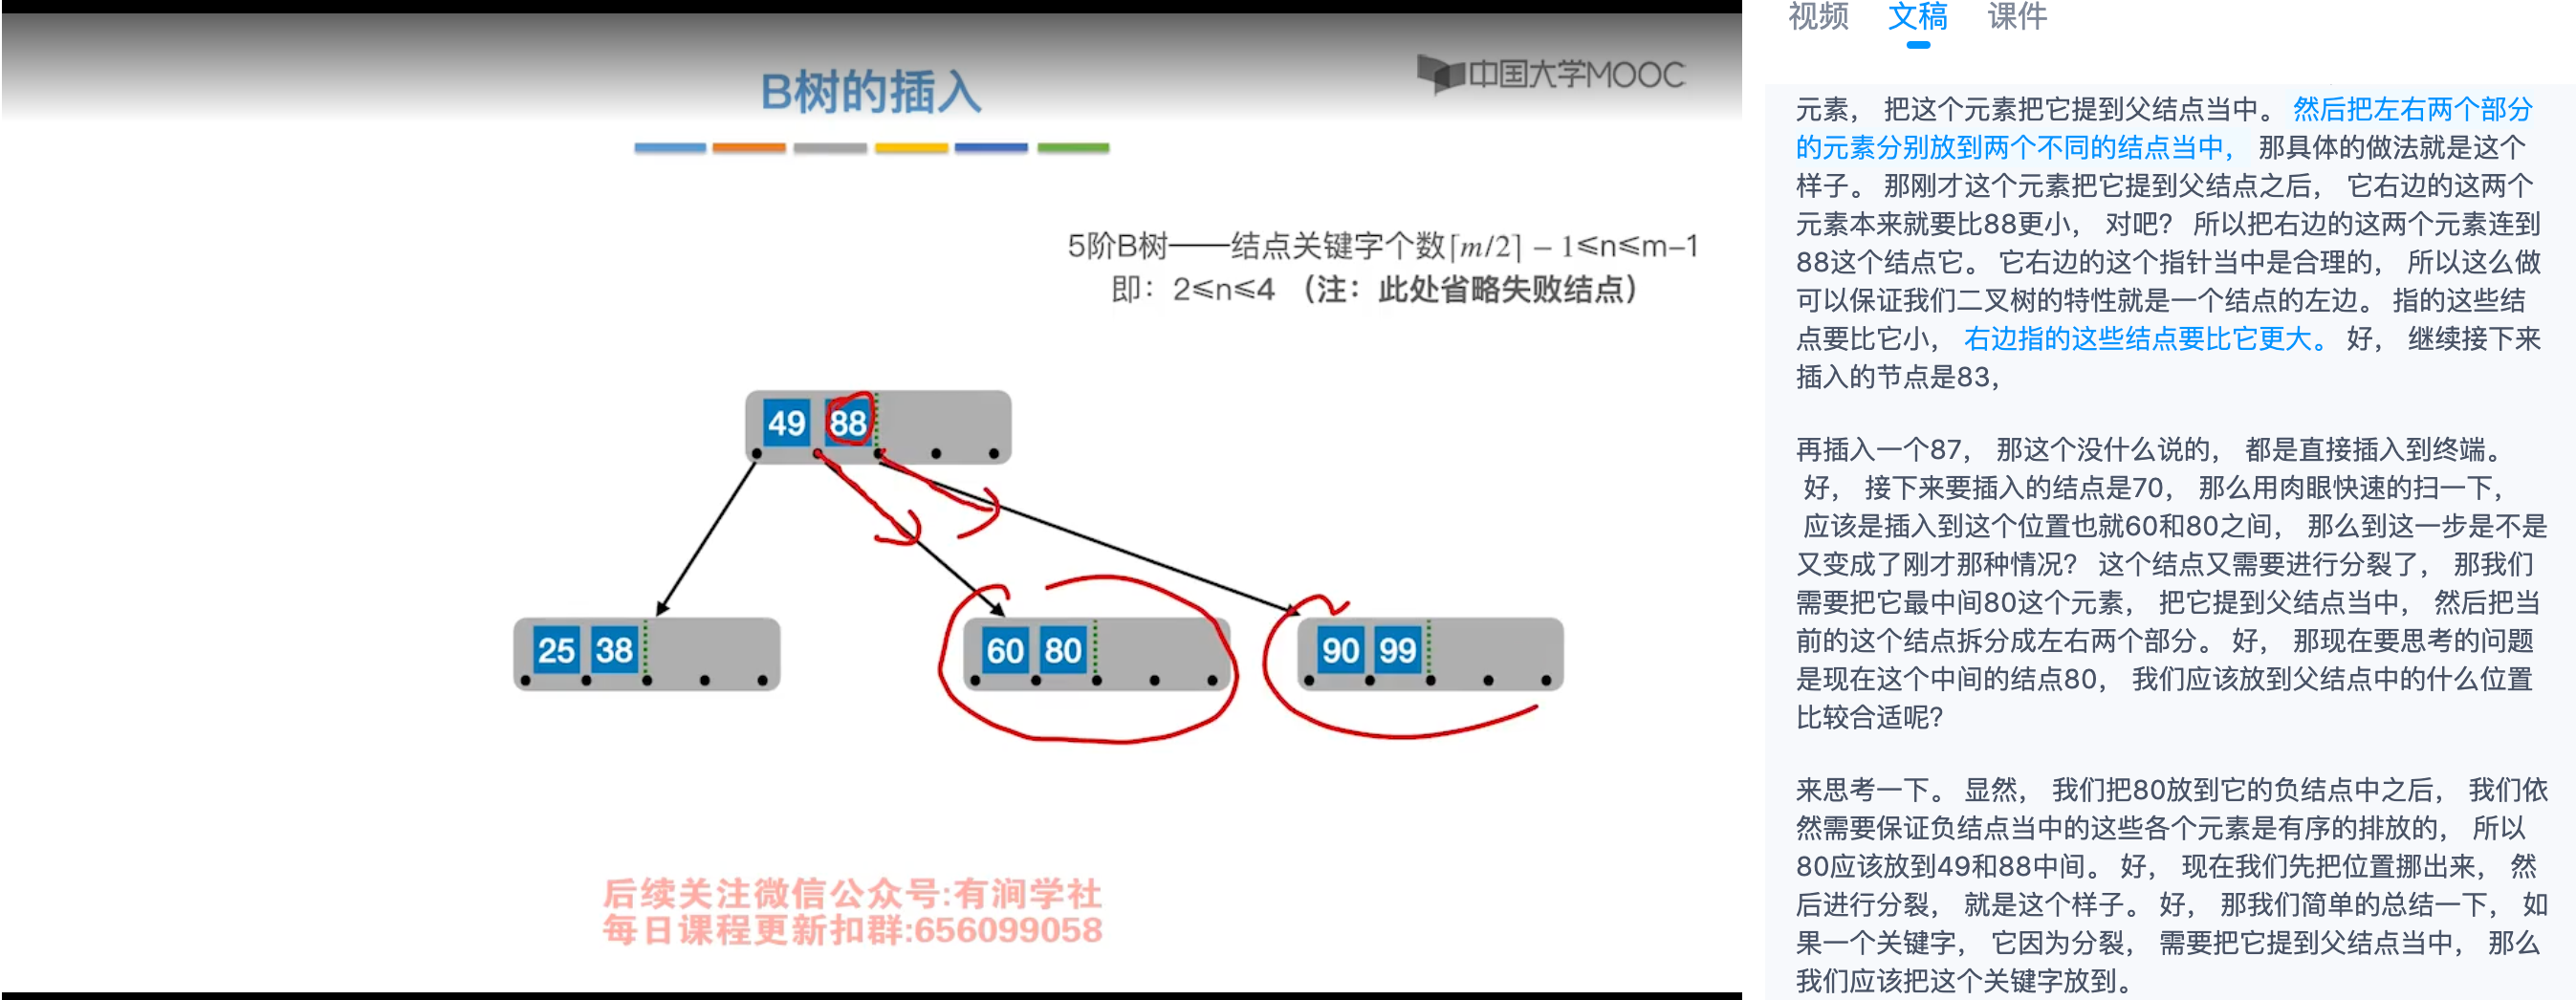 B树的插入
中国大学MOOC
5阶B树——结点关键字个数⌈m/2⌉ − 1≤n≤m–1
即：2≤n≤4 （注：此处省略失败结点）
49 88
25 38
60 80
90 99
后续关注微信公众号:有涧学社
每日课程更新扣群:656099058
视频 文稿 课件
元素， 把这个元素把它提到父结点当中。 然后把左右两个部分
的元素分别放到两个不同的结点当中， 那具体的做法就是这个
样子。 那刚才这个元素把它提到父结点之后， 它右边的这两个
元素本来就要比88更小， 对吧？ 所以把右边的这两个元素连到
88这个结点它。 它右边的这个指针当中是合理的， 所以这么做
可以保证我们二叉树的特性就是一个结点的左边。 指的这些结
点要比它小， 右边指的这些结点要比它更大。 好， 继续接下来
插入的节点是83，
再插入一个87， 那这个没什么说的， 都是直接插入到终端。
好， 接下来要插入的结点是70， 那么用肉眼快速的扫一下，
应该是插入到这个位置也就60和80之间， 那么到这一步是不是
又变成了刚才那种情况？ 这个结点又需要进行分裂了， 那我们
需要把它最中间80这个元素， 把它提到父结点当中， 然后把当
前的这个结点拆分成左右两个部分。 好， 那现在要思考的问题
是现在这个中间的结点80， 我们应该放到父结点中的什么位置
比较合适呢？
来思考一下。 显然， 我们把80放到它的负结点中之后， 我们依
然需要保证负结点当中的这些各个元素是有序的排放的， 所以
80应该放到49和88中间。 好， 现在我们先把位置挪出来， 然
后进行分裂， 就是这个样子。 好， 那我们简单的总结一下， 如
果一个关键字， 它因为分裂， 需要把它提到父结点当中， 那么
我们应该把这个关键字放到。